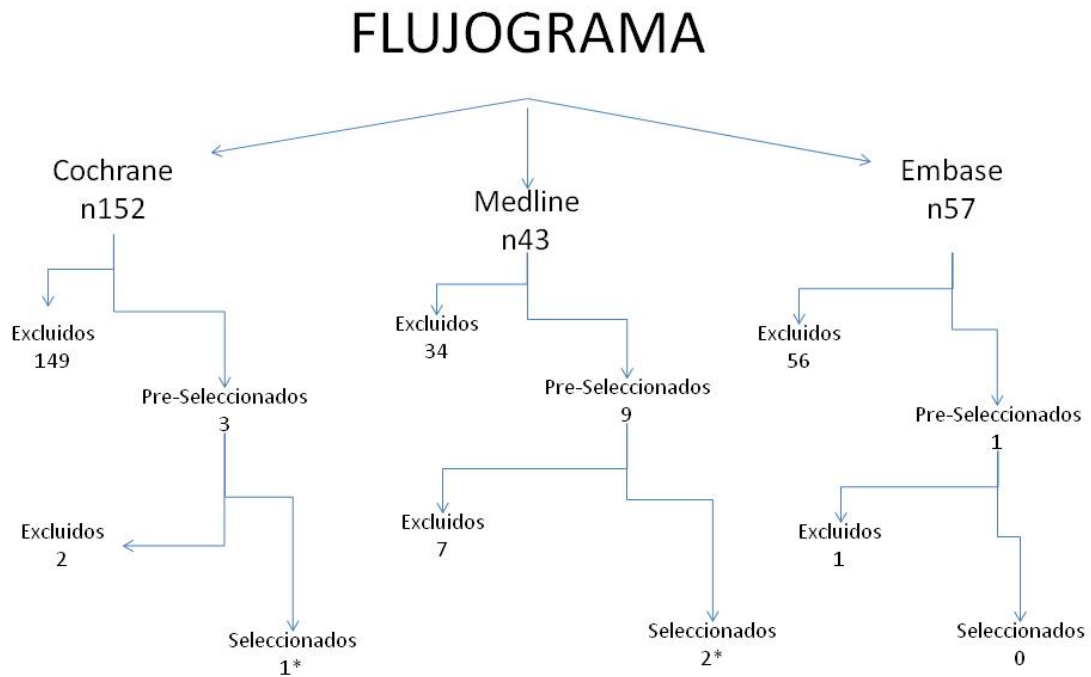 FLUJOGRAMA
Cochrane
n152
Excluidos
149
Pre-Seleccionados
3
Excluidos
2
Seleccionados
1*
Medline
n43
Excluidos
34
Pre-Seleccionados
9
Excluidos
7
Seleccionados
2*
Embase
n57
Excluidos
56
Pre-Seleccionados
1
Excluidos
1
Seleccionados
0